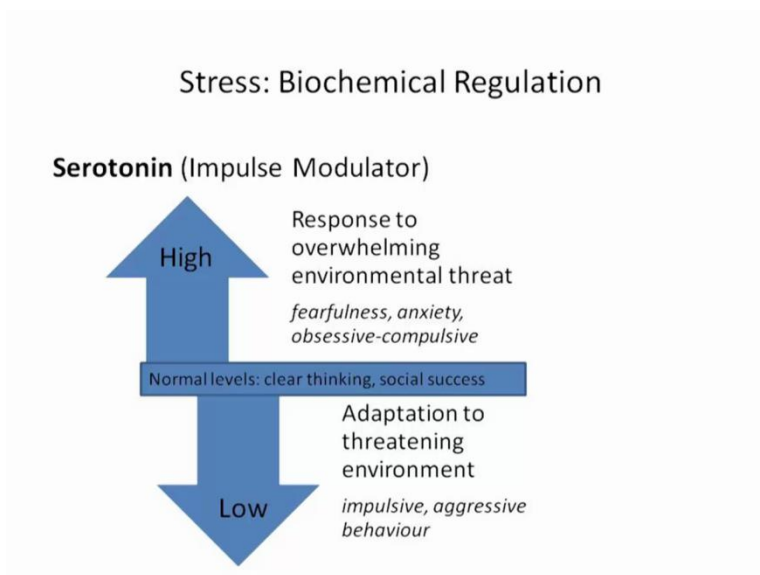 Stress: Biochemical Regulation
Serotonin (Impulse Modulator)
High
Response to
overwhelming
environmental threat
fearfulness, anxiety,
obsessive-compulsive
Normal levels: clear thinking, social success
Adaptation to
threatening
environment
Low
impulsive, aggressive
behaviour